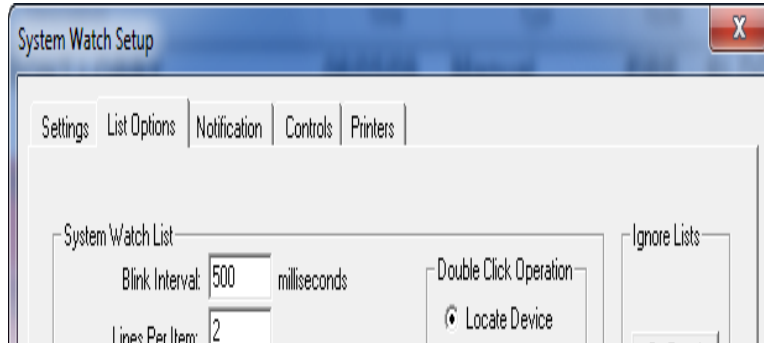 System Watch Setup
Settings List Options Notification Controls Printers
System Watch List Ignore Lists
Blink Interval: 500 milliseconds Double Click Operation
Locate Device
Lines Per Item: 2